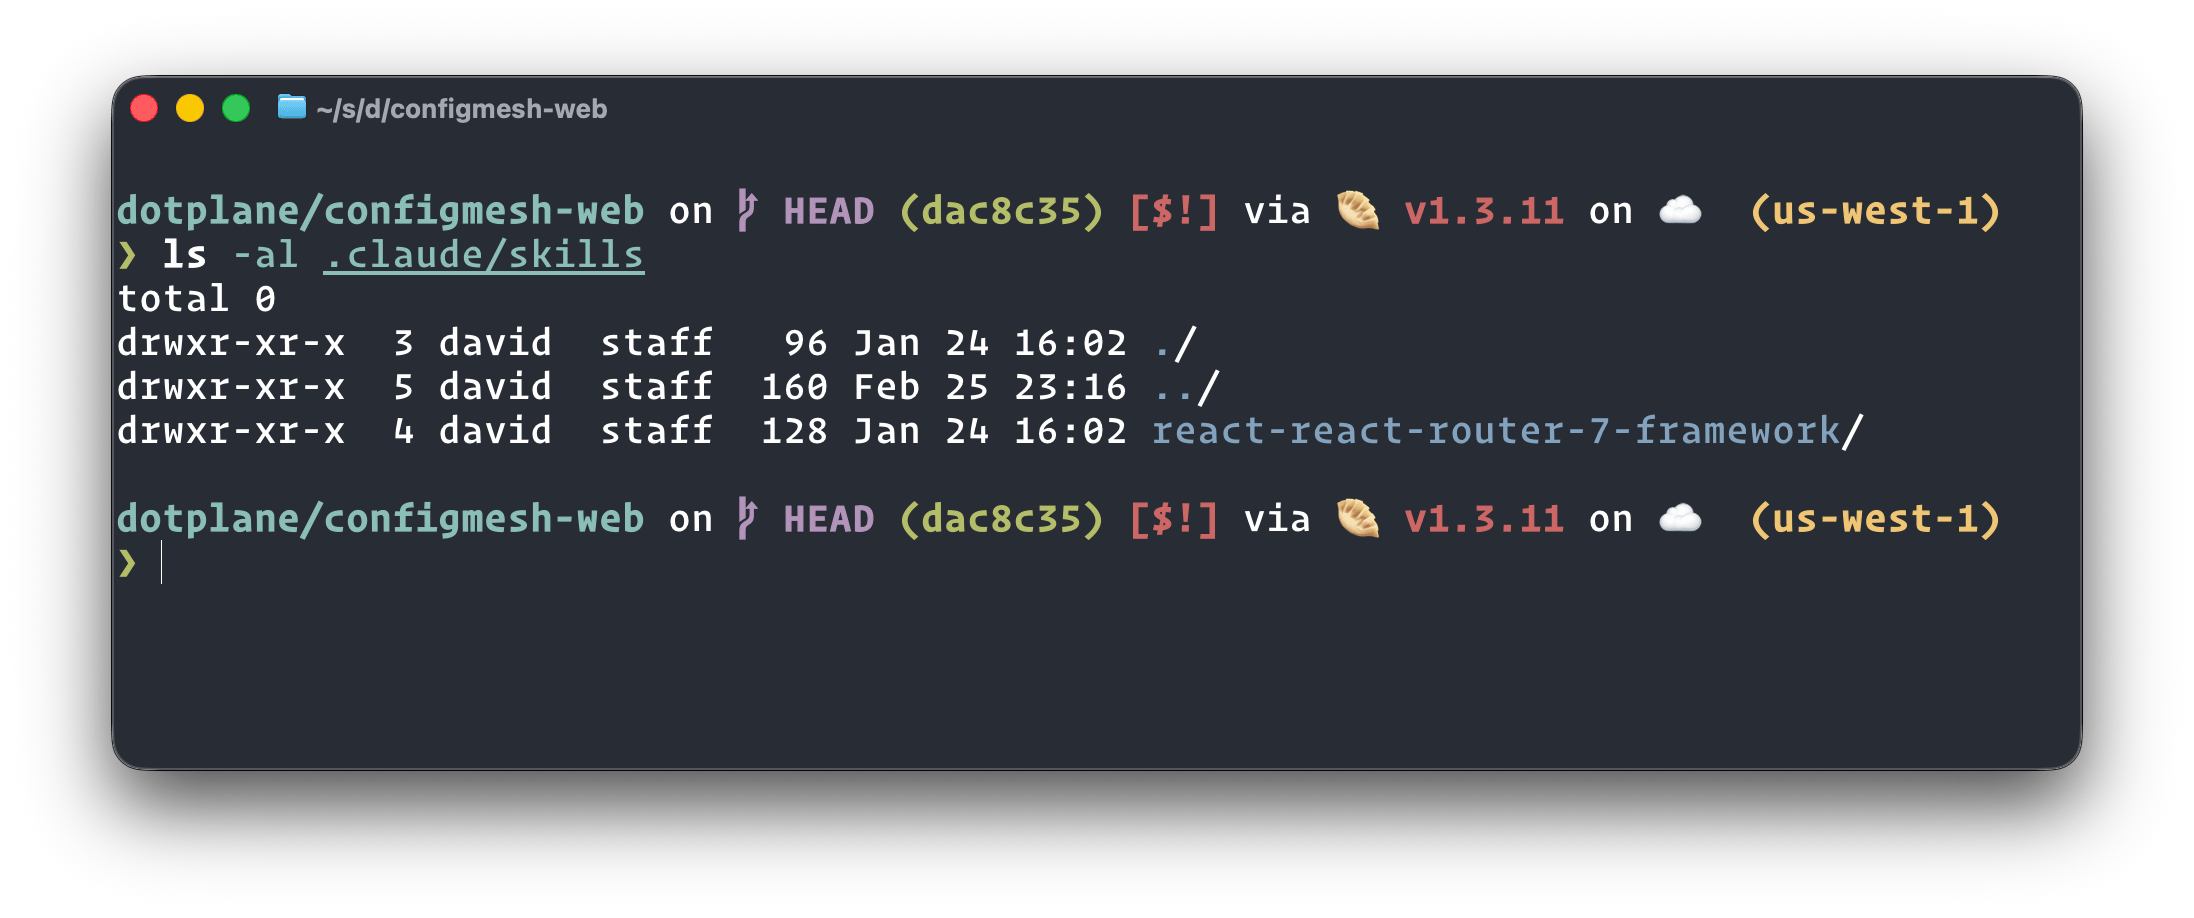 ~/s/d/configmesh-web
dotplane/configmesh-web on HEAD (dac8c35) [$!] via 🥟 v1.3.11 on ☁️ (us-west-1)
❯ ls -al .claude/skills
total 0
drwxr-xr-x  3 david  staff   96 Jan 24 16:02 ./
drwxr-xr-x  5 david  staff  160 Feb 25 23:16 ../
drwxr-xr-x  4 david  staff  128 Jan 24 16:02 react-react-router-7-framework/
dotplane/configmesh-web on HEAD (dac8c35) [$!] via 🥟 v1.3.11 on ☁️ (us-west-1)
❯